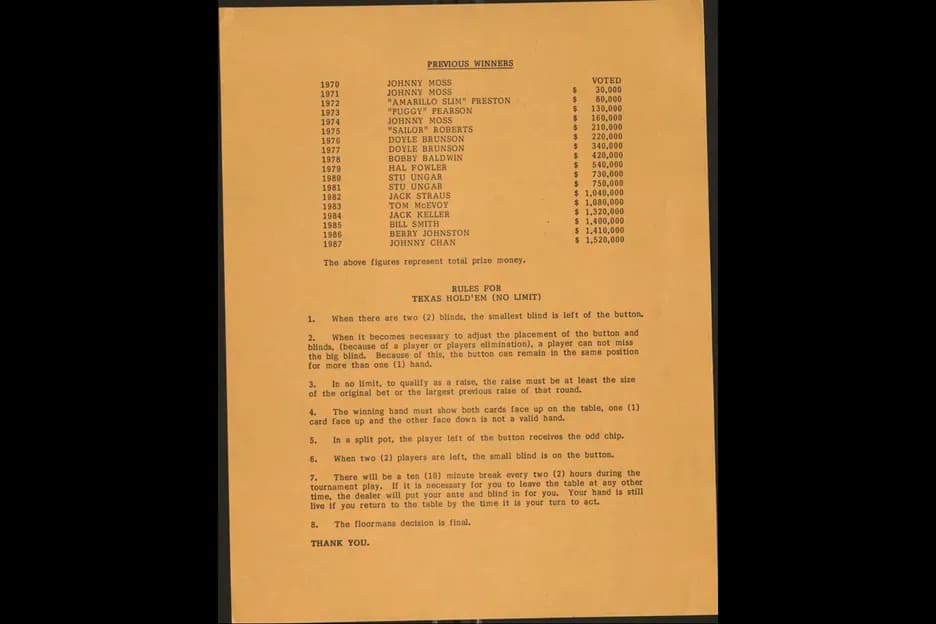 PREVIOUS WINNERS
1970 JOHNNY MOSS VOTED
1971 JOHNNY MOSS $ 30,000
1972 "AMARILLO SLIM" PRESTON $ 80,000
1973 "PUGGY" PEARSON $ 130,000
1974 JOHNNY MOSS $ 160,000
1975 "SAILOR" ROBERTS $ 210,000
1976 DOYLE BRUNSON $ 220,000
1977 DOYLE BRUNSON $ 340,000
1978 BOBBY BALDWIN $ 420,000
1979 HAL FOWLER $ 540,000
1980 STU UNGAR $ 730,000
1981 STU UNGAR $ 750,000
1982 JACK STRAUS $ 1,040,000
1983 TOM McEVOY $ 1,080,000
1984 JACK KELLER $ 1,320,000
1985 BILL SMITH $ 1,400,000
1986 BERRY JOHNSTON $ 1,410,000
1987 JOHNNY CHAN $ 1,520,000
The above figures represent total prize money.
RULES FOR
TEXAS HOLD'EM (NO LIMIT)
1. When there are two (2) blinds, the smallest blind is left of the button.
2. When it becomes necessary to adjust the placement of the button and
blinds, (because of a player or players elimination), a player can not miss
the big blind. Because of this, the button can remain in the same position
for more than one (1) hand.
3. In no limit, to qualify as a raise, the raise must be at least the size
of the original bet or the largest previous raise of that round.
4. The winning hand must show both cards face up on the table, one (1)
card face up and the other face down is not a valid hand.
5. In a split pot, the player left of the button receives the odd chip.
6. When two (2) players are left, the small blind is on the button.
7. There will be a ten (10) minute break every two (2) hours during the
tournament play. If it is necessary for you to leave the table at any other
time, the dealer will put your ante and blind in for you. Your hand is still
live if you return to the table by the time it is your turn to act.
8. The floormans decision is final.
THANK YOU.